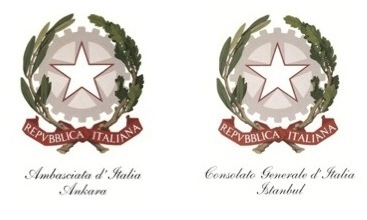 REPVBBLICA ITALIANA
Ambasciata d'Italia
Ankara
REPVBBLICA ITALIANA
Consolato Generale d'Italia
Istanbul